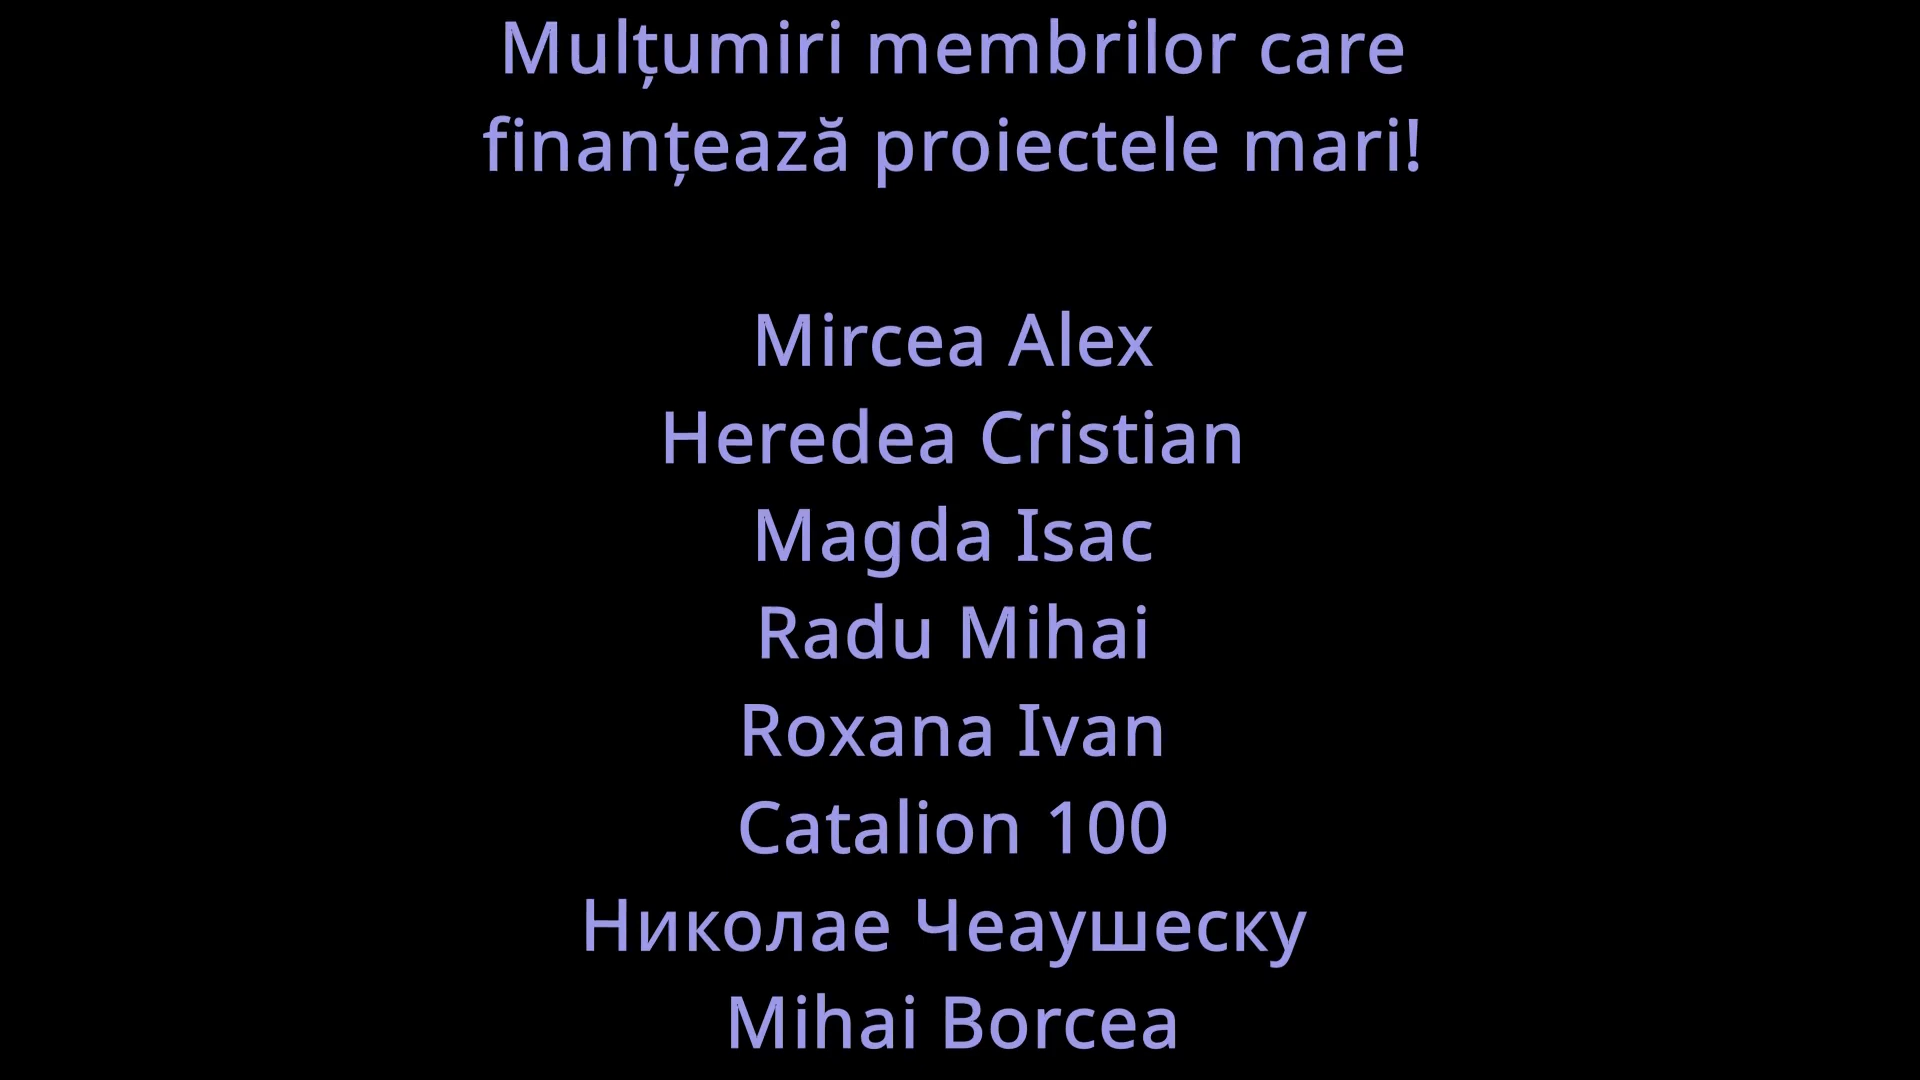 Mulțumiri membrilor care
finanțează proiectele mari!
Mircea Alex
Heredea Cristian
Magda Isac
Radu Mihai
Roxana Ivan
Catalion 100
Николае Чеаушеску
Mihai Borcea